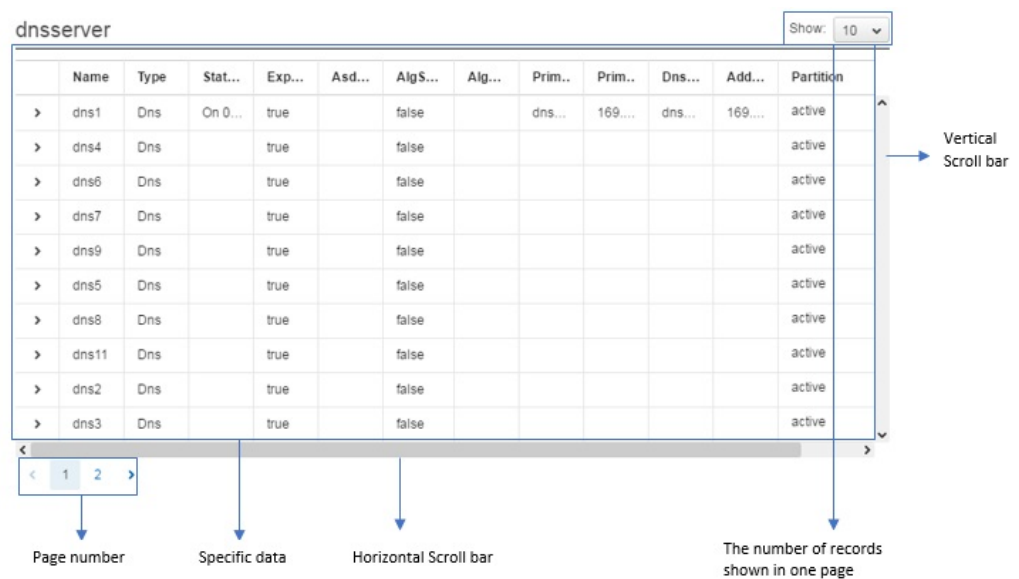 dnsserver
Show: 10
Name Type Stat... Exp... Asd... AlgS... Alg... Prim.. Prim.. Dns... Add... Partition
dns1 Dns On 0... true false dns... 169.... dns... 169.... active
dns4 Dns true false active
dns6 Dns true false active
dns7 Dns true false active
dns9 Dns true false active
dns5 Dns true false active
dns8 Dns true false active
dns11 Dns true false active
dns2 Dns true false active
dns3 Dns true false active
Vertical
Scroll bar
< 1 2 >
Page number
Specific data
Horizontal Scroll bar
The number of records
shown in one page